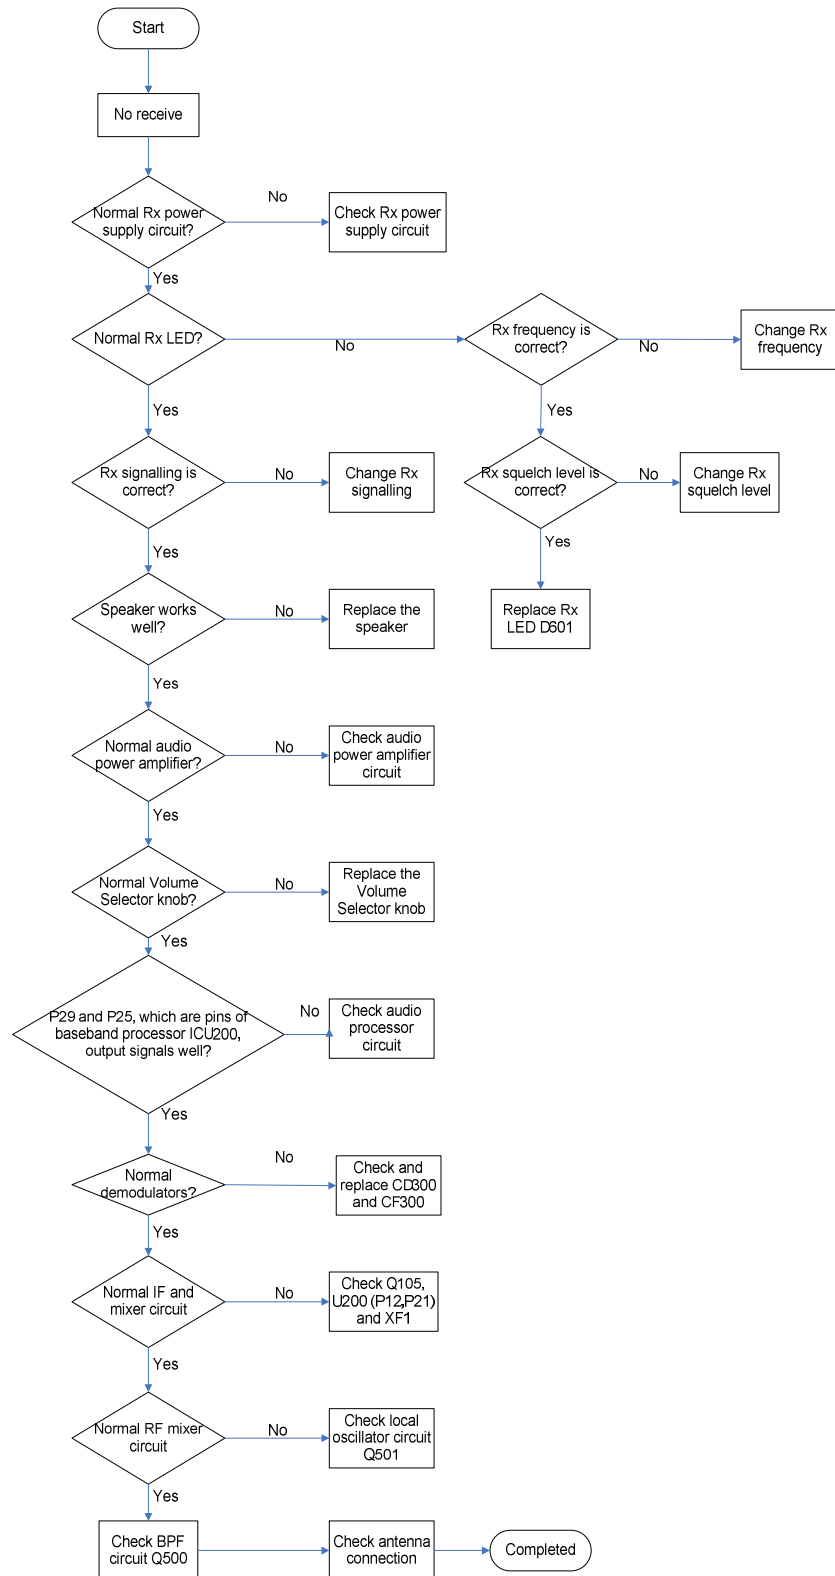 Start
No receive
Normal Rx power
supply circuit?
No
Check Rx power
supply circuit
Yes
Normal Rx LED?
No
Rx frequency is
correct?
No
Change Rx
frequency
Yes
Yes
Rx signalling is
correct?
No
Change Rx
signalling
Rx squelch level is
correct?
No
Change Rx
squelch level
Yes
Yes
Speaker works
well?
No
Replace the
speaker
Replace Rx
LED D601
Yes
Normal audio
power amplifier?
No
Check audio
power amplifier
circuit
Yes
Normal Volume
Selector knob?
No
Replace the
Volume
Selector knob
Yes
P29 and P25, which are pins of
baseband processor ICU200,
output signals well?
No
Check audio
processor
circuit
Yes
Normal
demodulators?
No
Check and
replace CD300
and CF300
Yes
Normal IF and
mixer circuit
No
Check Q105,
U200 (P12,P21)
and XF1
Yes
Normal RF mixer
circuit
No
Check local
oscillator circuit
Q501
Yes
Check BPF
circuit Q500
Check antenna
connection
Completed